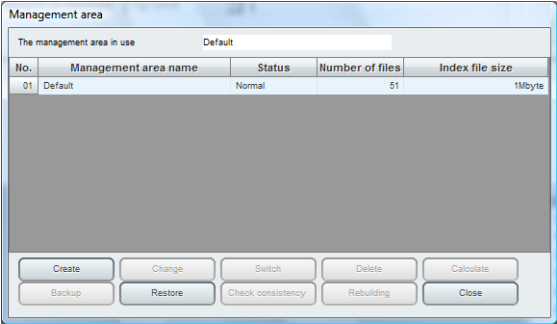 Management area
The management area in use Default
No. Management area name Status Number of files Index file size
01 Default Normal 51 1Mbyte
Create Change Switch Delete Calculate
Backup Restore Check consistency Rebuilding Close